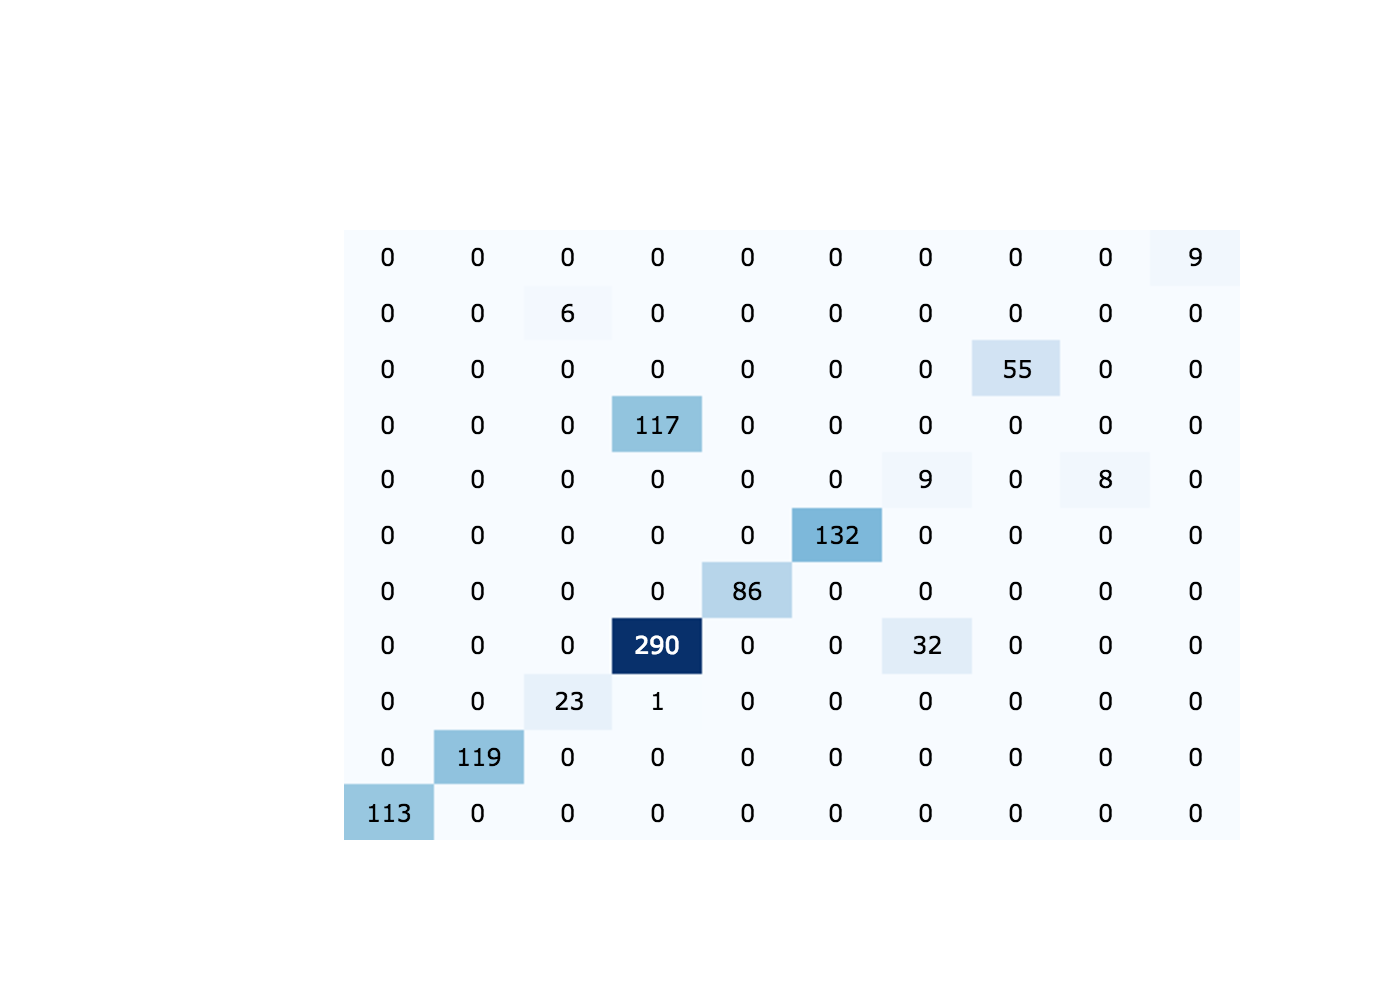 0 0 0 0 0 0 0 0 0 9
0 0 6 0 0 0 0 0 0 0
0 0 0 0 0 0 0 55 0 0
0 0 0 117 0 0 0 0 0 0
0 0 0 0 0 0 9 0 8 0
0 0 0 0 0 132 0 0 0 0
0 0 0 0 86 0 0 0 0 0
0 0 0 290 0 0 32 0 0 0
0 0 23 1 0 0 0 0 0 0
0 119 0 0 0 0 0 0 0 0
113 0 0 0 0 0 0 0 0 0